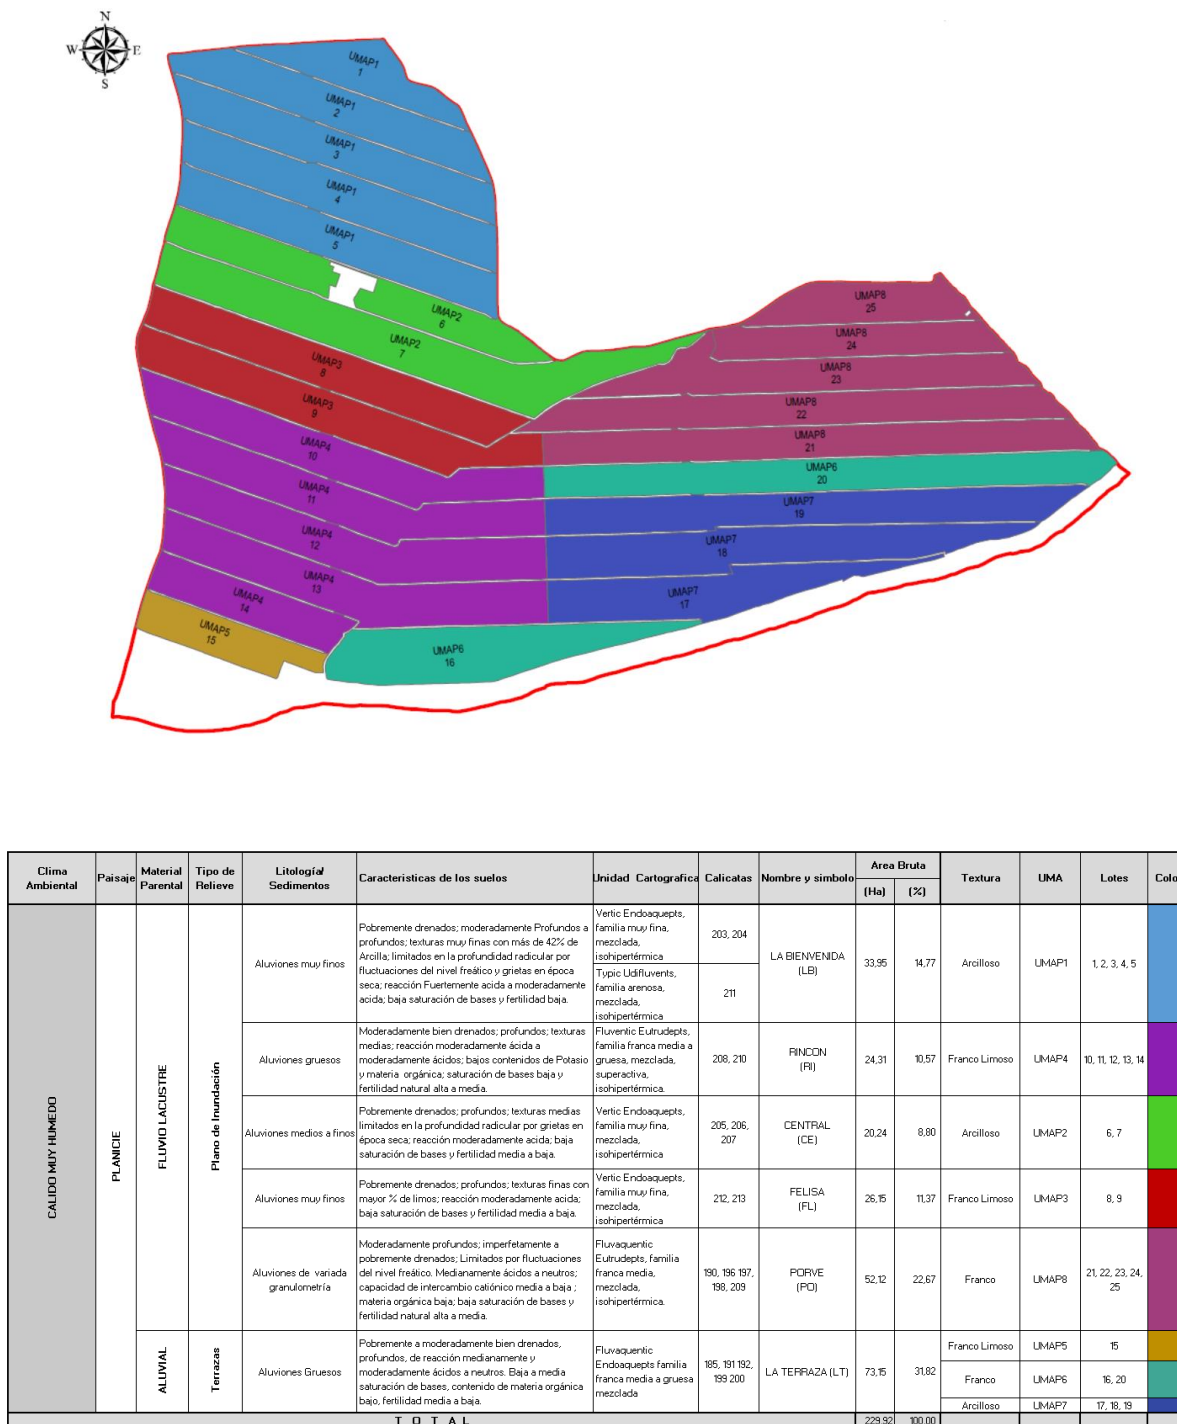 N
W
E
S
UMAP1
1
UMAP1
2
UMAP1
3
UMAP1
4
UMAP1
5
UMAP2
6
UMAP2
7
UMAP3
8
UMAP3
9
UMAP4
10
UMAP4
11
UMAP4
12
UMAP4
13
UMAP4
14
UMAP5
15
UMAP6
16
UMAP8
25
UMAP8
24
UMAP8
23
UMAP8
22
UMAP8
21
UMAP6
20
UMAP7
19
UMAP7
18
UMAP7
17
Clima
Ambiental
Paisaje
Material
Parental
Tipo de
Relieve
Litología/
Sedimentos
Caracteristicas de los suelos
Unidad Cartografica
Calicatas
Nombre y simbolo
Area Bruta
(Ha)
(%)
Textura
UMA
Lotes
Colo
CALIDO MUY HUMEDO
PLANICIE
FLUVIO LACUSTRE
Plano de Inundación
Aluviones muy finos
Pobremente drenados; moderadamente Profundos a
profundos; texturas muy finas con más de 42% de
Arcilla; limitados en la profundidad radicular por
fluctuaciones del nivel freático y grietas en época
seca; reacción Fuertemente acida a moderadamente
acida; baja saturación de bases y fertilidad baja.
Vertic Endoaquepts,
familia muy fina,
mezclada,
isohipertérmica
203, 204
Typic Udifluvents,
familia arenosa,
mezclada,
isohipertérmica
211
LA BIENVENIDA
(LB)
33,95
14,77
Arcilloso
UMAP1
1, 2, 3, 4, 5
Aluviones gruesos
Moderadamente bien drenados; profundos; texturas
medias; reacción moderadamente ácida a
moderadamente ácidos; bajos contenidos de Potasio
y materia orgánica; saturación de bases baja y
fertilidad natural alta a media.
Fluventic Eutrudepts,
familia franca media a
gruesa, mezclada,
superactiva,
isohipertérmica.
208, 210
RINCON
(RI)
24,31
10,57
Franco Limoso
UMAP4
10, 11, 12, 13, 14
Aluviones medios a finos
Pobremente drenados; profundos; texturas medias
limitados en la profundidad radicular por grietas en
época seca; reacción moderadamente acida; baja
saturación de bases y fertilidad media a baja.
Vertic Endoaquepts,
familia muy fina,
mezclada,
isohipertérmica
205, 206,
207
CENTRAL
(CE)
20,24
8,80
Arcilloso
UMAP2
6, 7
Aluviones muy finos
Pobremente drenados; profundos; texturas finas con
mayor % de limos; reacción moderadamente acida;
baja saturación de bases y fertilidad media a baja.
Vertic Endoaquepts,
familia muy fina,
mezclada,
isohipertérmica
212, 213
FELISA
(FL)
26,15
11,37
Franco Limoso
UMAP3
8, 9
Aluviones de variada
granulometría
Moderadamente profundos; imperfetamente a
pobremente drenados; Limitados por fluctuaciones
del nivel freático. Medianamente ácidos a neutros;
capacidad de intercambio catiónico media a baja ;
materia orgánica baja; baja saturación de bases y
fertilidad natural alta a media.
Fluvaquentic
Eutrudepts, familia
franca media,
mezclada,
isohipertérmica.
190, 196 197,
198, 209
PORVE
(PO)
52,12
22,67
Franco
UMAP8
21, 22, 23, 24,
25
ALUVIAL
Terrazas
Aluviones Gruesos
Pobremente a moderadamente bien drenados,
profundos, de reacción medianamente y
moderadamente ácidos a neutros. Baja a media
saturación de bases, contenido de materia orgánica
bajo, fertilidad media a baja.
Fluvaquentic
Endoaquepts familia
franca media a gruesa
mezclada
185, 191 192,
199 200
LA TERRAZA (LT)
73,15
31,82
Franco Limoso
UMAP5
15
Franco
UMAP6
16, 20
Arcilloso
UMAP7
17, 18, 19
T O T A L
229,92
100,00